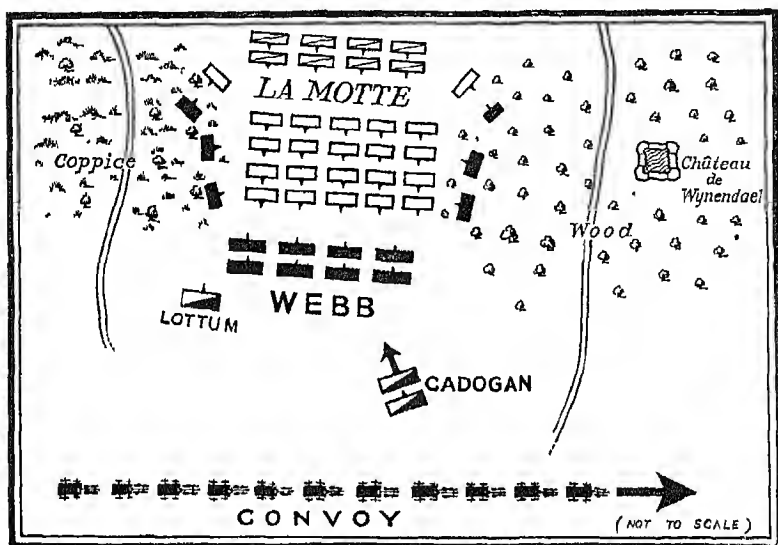 LA MOTTE
Coppice
Château
de
Wynendael
Wood
WEBB
LOTTUM
CADOGAN
CONVOY
(NOT TO SCALE)